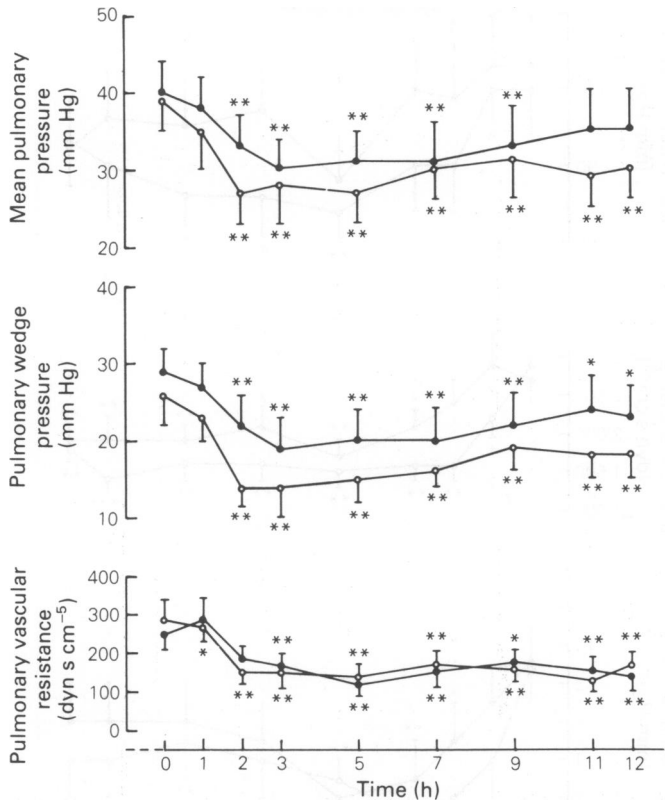 Mean pulmonary
pressure
(mm Hg)
50
40
30
20
** ** ** ** **
** ** ** ** ** ** **
Pulmonary wedge
pressure
(mm Hg)
40
30
20
10
** ** ** ** ** * *
** ** ** ** ** ** **
Pulmonary vascular
resistance
(dyn s cm⁻⁵)
400
300
200
100
0
** ** ** * ** **
* ** ** ** ** ** ** **
0 1 2 3 5 7 9 11 12
Time (h)